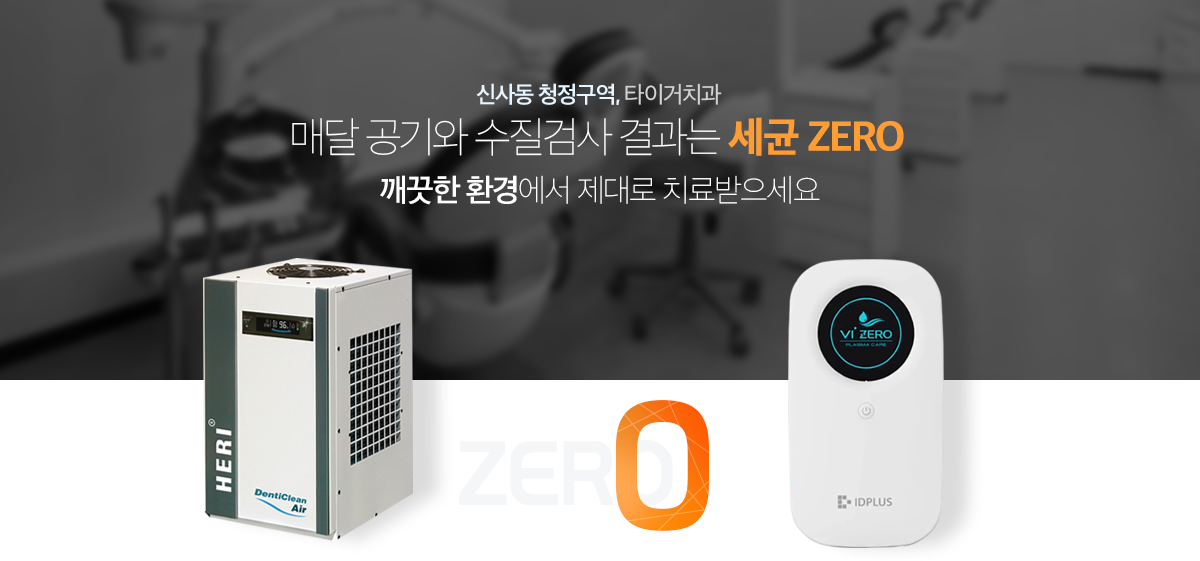 신사동 청정구역, 타이거치과
매달 공기와 수질검사 결과는 세균 ZERO
깨끗한 환경에서 제대로 치료받으세요
HERI®
DentiClean
Air
ZERO
0
VI ZERO
PLASMA CARE
IDPLUS